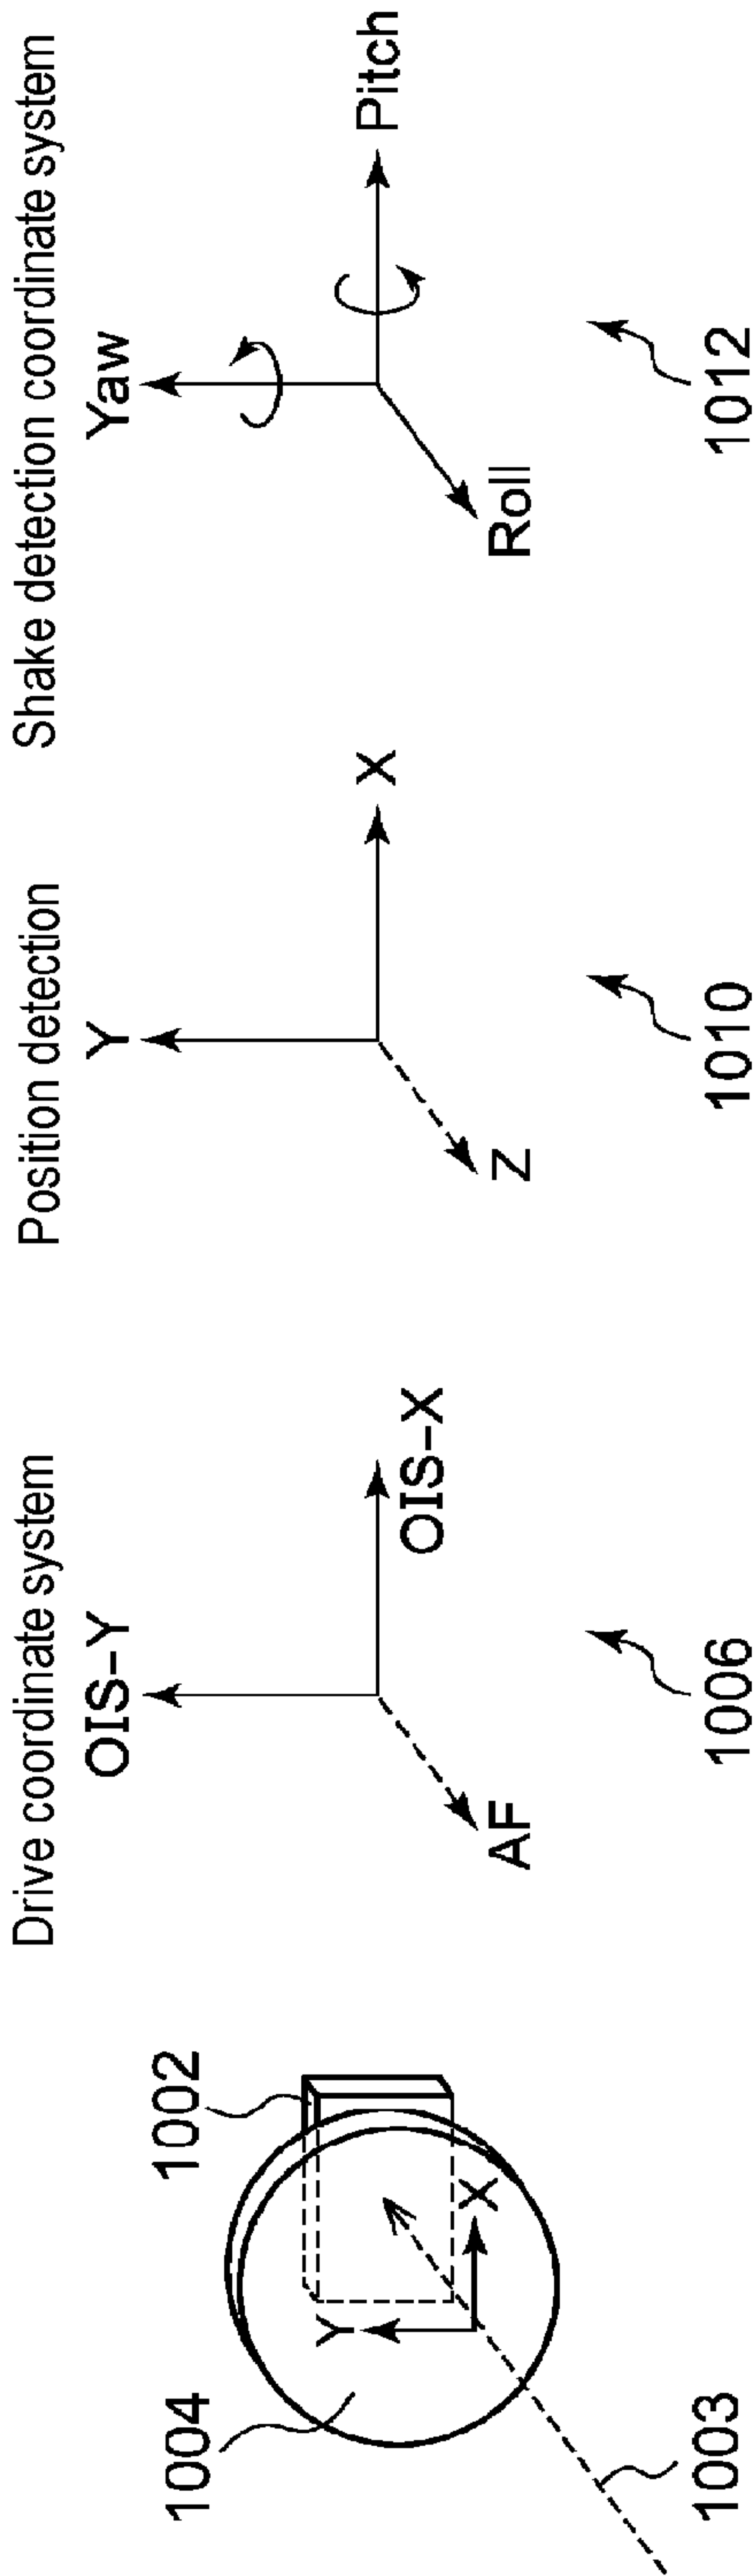 1004
1002
Y
X
1003
Drive coordinate system
OIS-Y
OIS-X
AF
1006
Position detection
Y
X
Z
1010
Shake detection coordinate system
Yaw
Pitch
Roll
1012